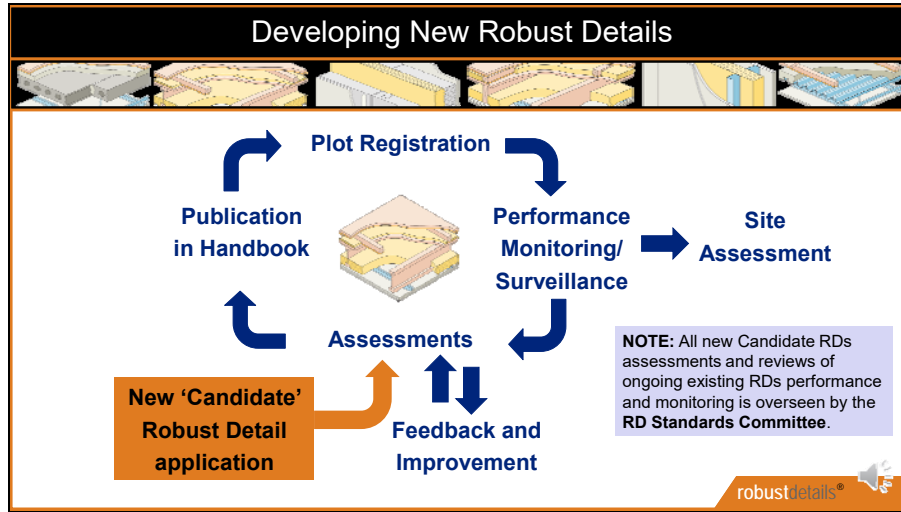 Developing New Robust Details
Plot Registration
Publication
in Handbook
Performance
Monitoring/
Surveillance
Site
Assessment
Assessments
NOTE: All new Candidate RDs
assessments and reviews of
ongoing existing RDs performance
and monitoring is overseen by the
RD Standards Committee.
New ‘Candidate’
Robust Detail
application
Feedback and
Improvement
robustdetails®